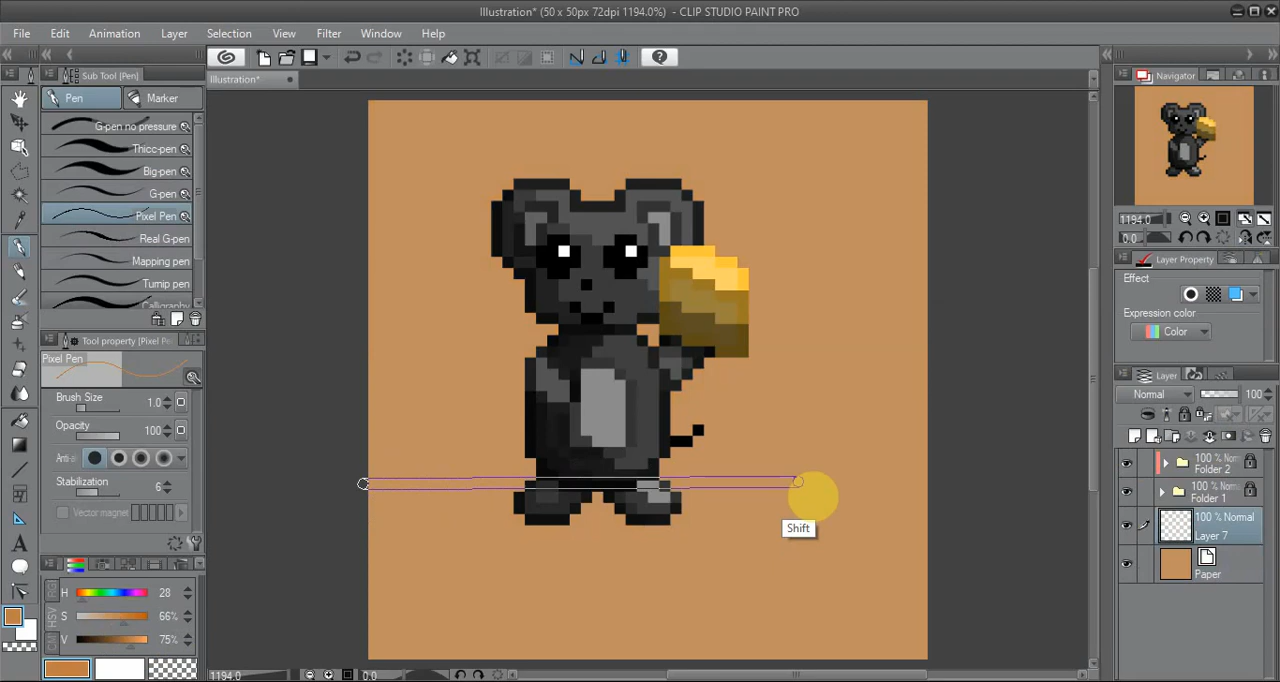 Illustration* (50 x 50px 72dpi 1194.0%) - CLIP STUDIO PAINT PRO
File Edit Animation Layer Selection View Filter Window Help
Sub Tool [Pen]
Illustration*
Navigator
Pen Marker
G-pen no pressure
Thicc-pen
Big-pen
G-pen
Pixel Pen
Real G-pen
Mapping pen
Turnip pen
Calligraphy
Tool property [Pixel Pen]
Pixel Pen
Brush Size 1.0
Opacity 100
Anti-al
Stabilization 6
Vector magnet
H 28
S 66%
V 75%
Shift
1194.0 0.0
1194.0
0.0
Layer Property
Effect
Expression color
Color
Layer
Normal 100
100 % Norm
Folder 2
100 % Norm
Folder 1
100 % Normal
Layer 7
Paper